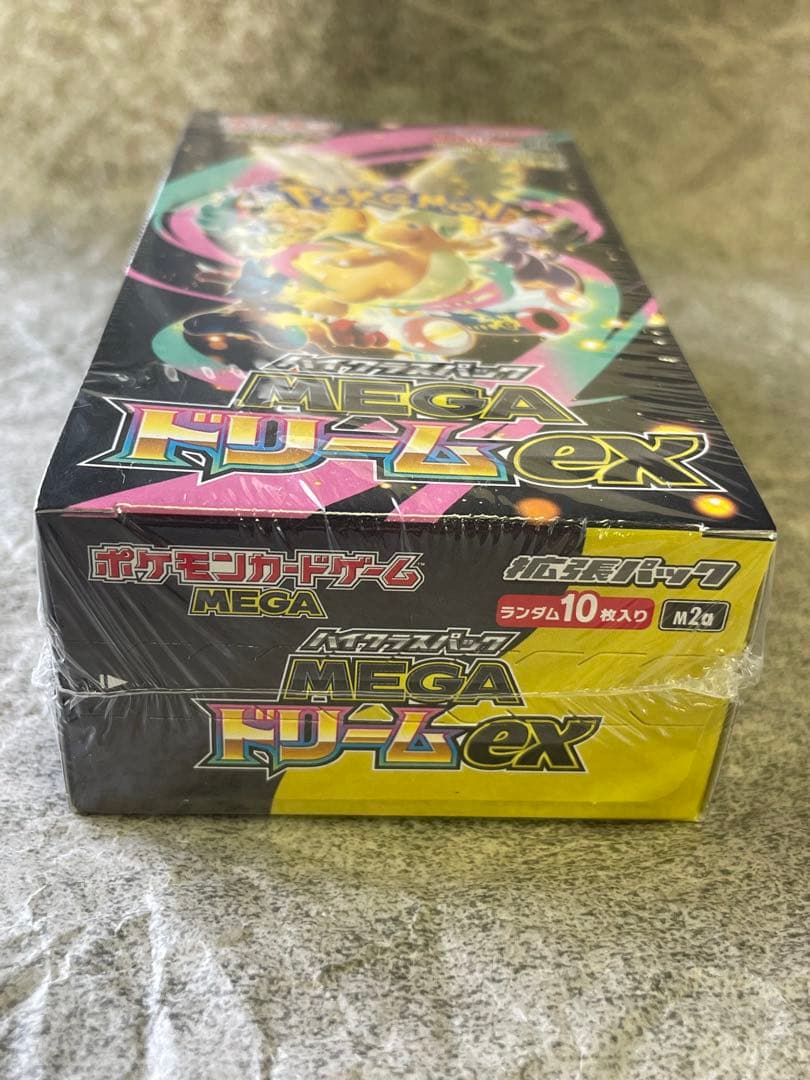 POKÉMON
ハイクラスパック
MEGA
ドリームex
ポケモンカードゲーム
MEGA
拡張パック
ランダム10枚入り
M2a
ハイクラスパック
MEGA
ドリームex